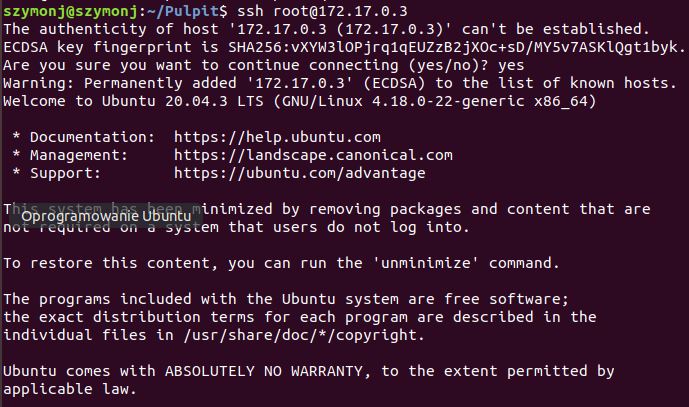 szymonj@szymonj:~/Pulpit$ ssh root@172.17.0.3
The authenticity of host '172.17.0.3 (172.17.0.3)' can't be established.
ECDSA key fingerprint is SHA256:vXYW3lOPjrq1qEUZzB2jXOc+sD/MY5v7ASKlQgt1byk.
Are you sure you want to continue connecting (yes/no)? yes
Warning: Permanently added '172.17.0.3' (ECDSA) to the list of known hosts.
Welcome to Ubuntu 20.04.3 LTS (GNU/Linux 4.18.0-22-generic x86_64)
* Documentation: https://help.ubuntu.com
* Management: https://landscape.canonical.com
* Support: https://ubuntu.com/advantage
This system has been minimized by removing packages and content that are
Oprogramowanie Ubuntu
not required on a system that users do not log into.
To restore this content, you can run the 'unminimize' command.
The programs included with the Ubuntu system are free software;
the exact distribution terms for each program are described in the
individual files in /usr/share/doc/*/copyright.
Ubuntu comes with ABSOLUTELY NO WARRANTY, to the extent permitted by
applicable law.